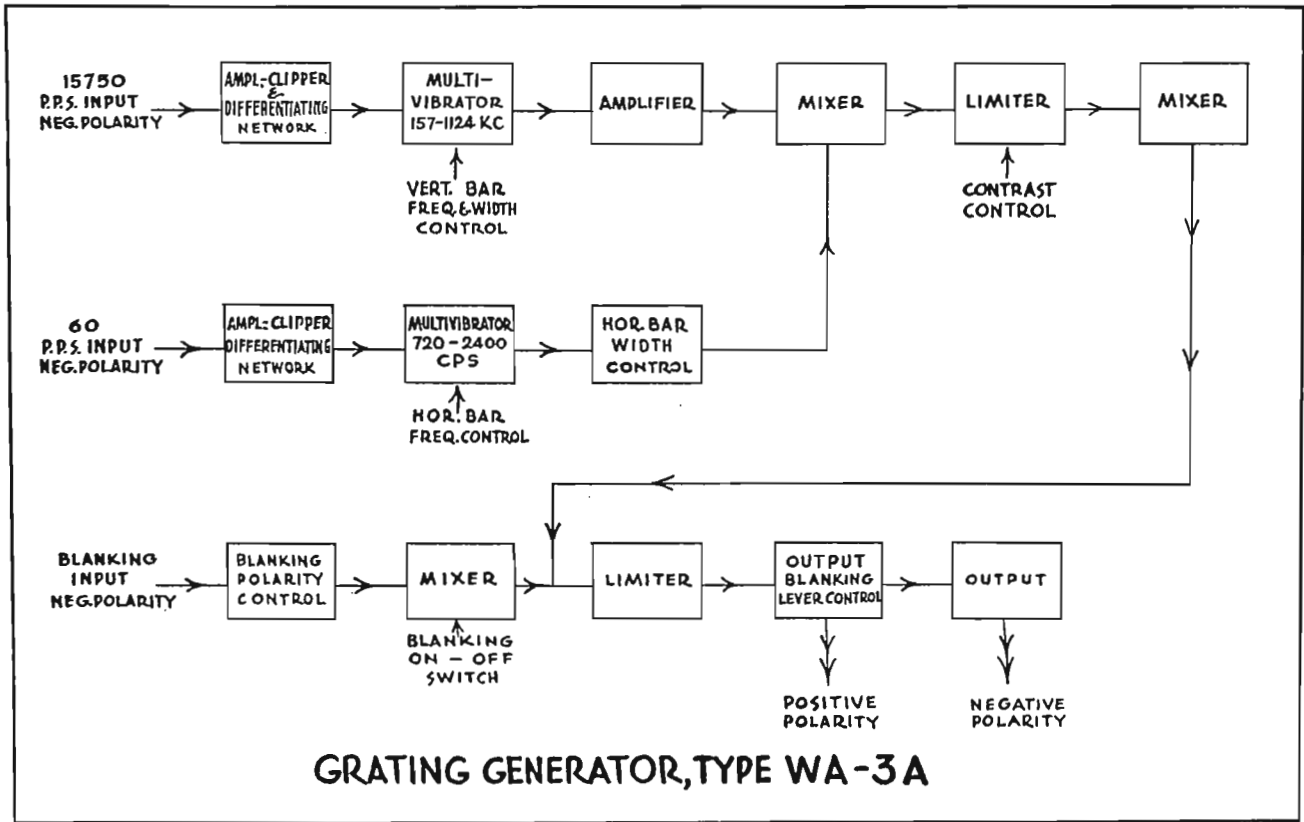 15750
P.P.S. INPUT
NEG. POLARITY
AMPL-CLIPPER
&
DIFFERENTIATING
NETWORK
MULTI-
VIBRATOR
157-1124 KC
AMPLIFIER
MIXER
LIMITER
MIXER
VERT. BAR
FREQ.&WIDTH
CONTROL
CONTRAST
CONTROL
60
P.P.S. INPUT
NEG. POLARITY
AMPL-CLIPPER
DIFFERENTIATING
NETWORK
MULTIVIBRATOR
720-2400
CPS
HOR. BAR
WIDTH
CONTROL
HOR. BAR
FREQ. CONTROL
BLANKING
INPUT
NEG. POLARITY
BLANKING
POLARITY
CONTROL
MIXER
LIMITER
OUTPUT
BLANKING
LEVER CONTROL
OUTPUT
BLANKING
ON - OFF
SWITCH
POSITIVE
POLARITY
NEGATIVE
POLARITY
GRATING GENERATOR, TYPE WA-3A